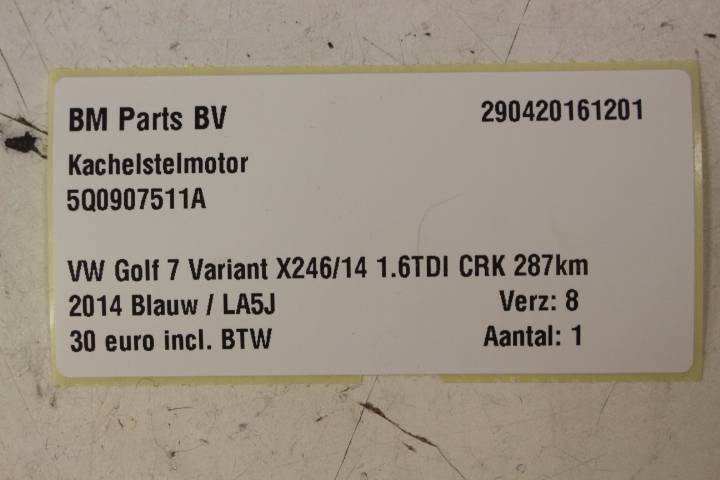 BM Parts BV 290420161201
Kachelstelmotor
5Q0907511A
VW Golf 7 Variant X246/14 1.6TDI CRK 287km
2014 Blauw / LA5J Verz: 8
30 euro incl. BTW Aantal: 1